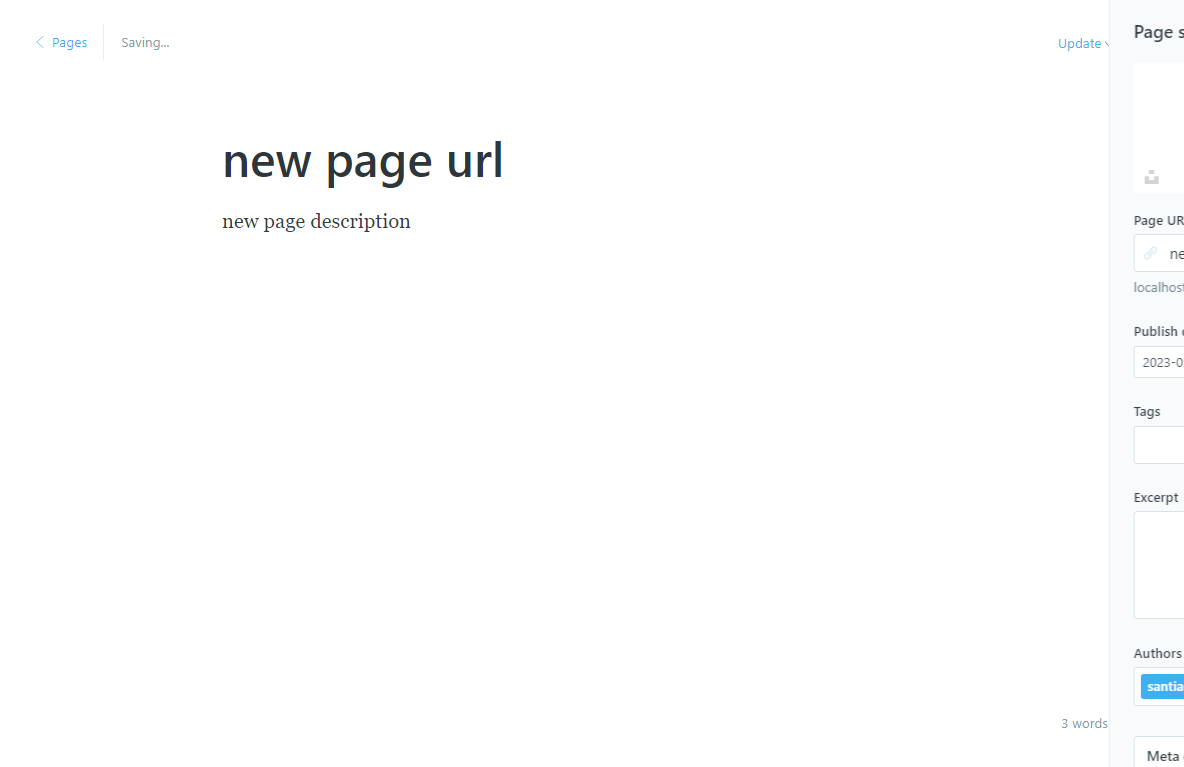 Pages
Saving...
Update
new page url
new page description
3 words
Page s
Page UR
ne
localhost
Publish
2023-0
Tags
Excerpt
Authors
santia
Meta